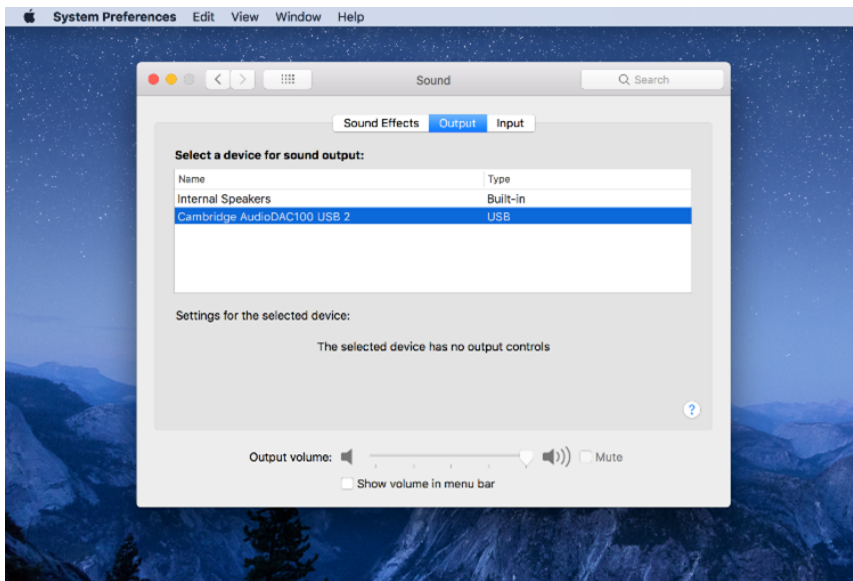 System Preferences Edit View Window Help
Sound
Search
Sound Effects Output Input
Select a device for sound output:
Name Type
Internal Speakers Built-in
Cambridge AudioDAC100 USB 2 USB
Settings for the selected device:
The selected device has no output controls
?
Output volume: Mute
Show volume in menu bar